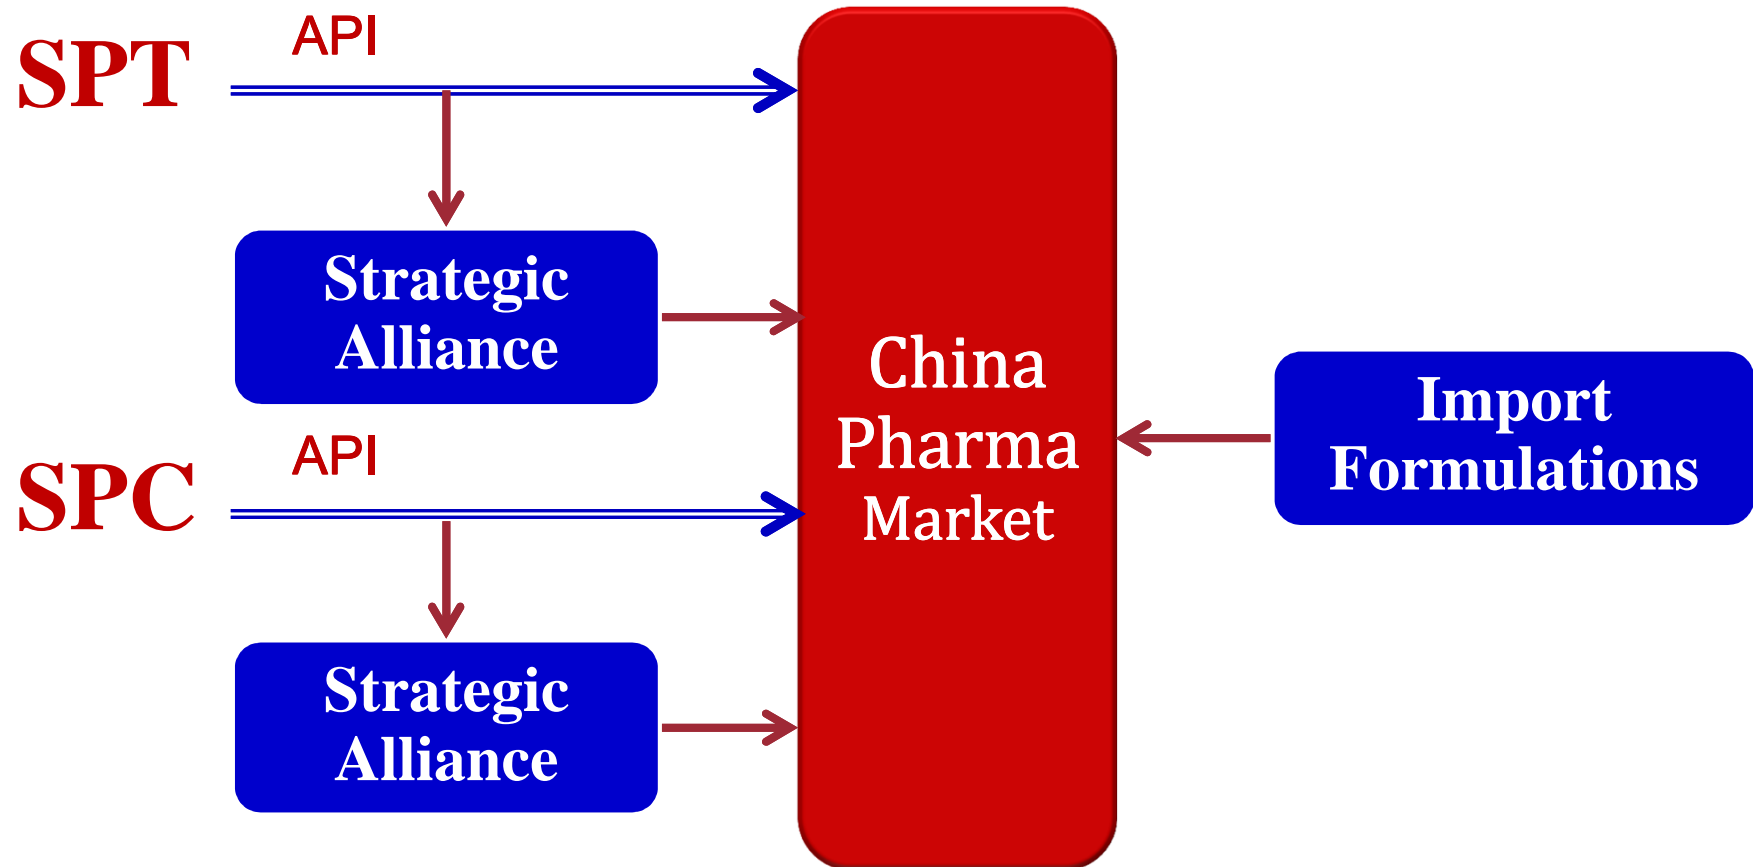 API
SPT
Strategic
Alliance
API
SPC
Strategic
Alliance
China
Pharma
Market
Import
Formulations